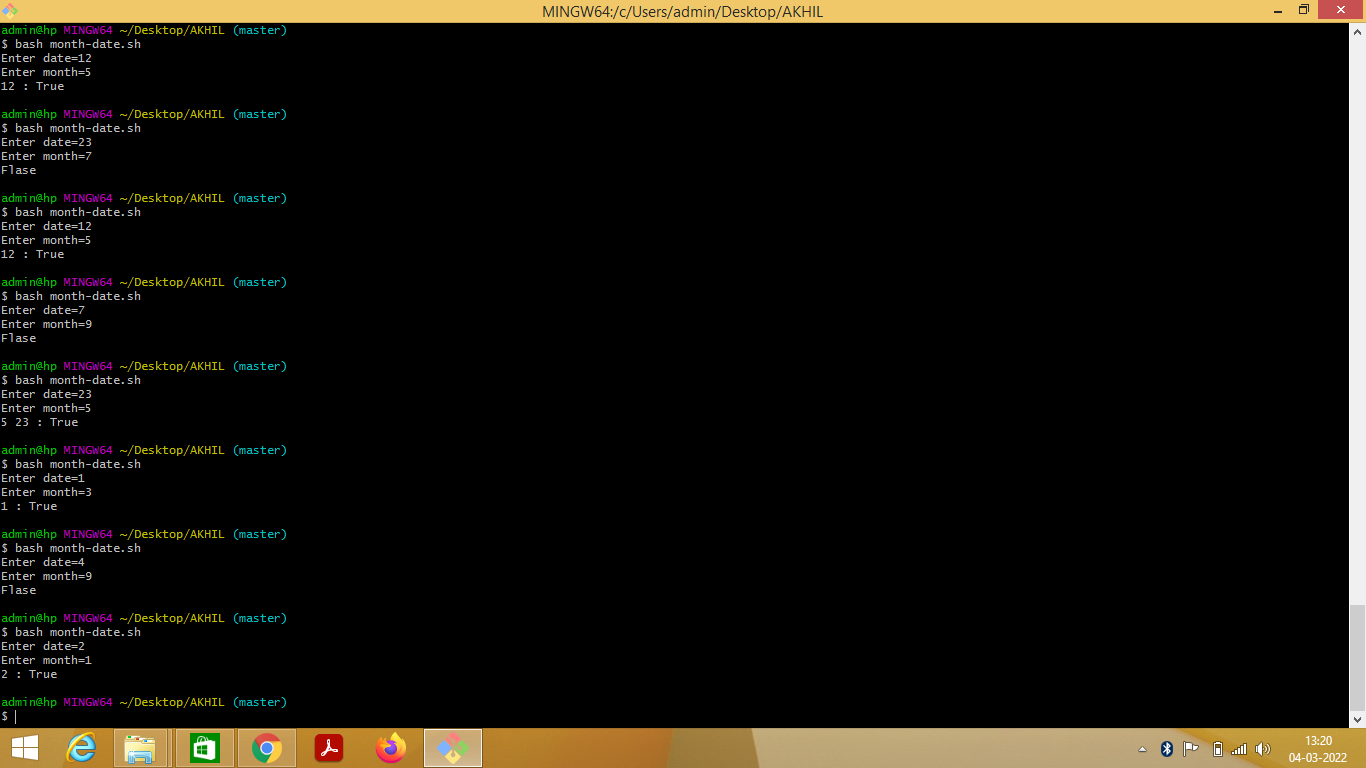 MINGW64:/c/Users/admin/Desktop/AKHIL
admin@hp MINGW64 ~/Desktop/AKHIL (master)
$ bash month-date.sh
Enter date=12
Enter month=5
12 : True
admin@hp MINGW64 ~/Desktop/AKHIL (master)
$ bash month-date.sh
Enter date=23
Enter month=7
Flase
admin@hp MINGW64 ~/Desktop/AKHIL (master)
$ bash month-date.sh
Enter date=12
Enter month=5
12 : True
admin@hp MINGW64 ~/Desktop/AKHIL (master)
$ bash month-date.sh
Enter date=7
Enter month=9
Flase
admin@hp MINGW64 ~/Desktop/AKHIL (master)
$ bash month-date.sh
Enter date=23
Enter month=5
5 23 : True
admin@hp MINGW64 ~/Desktop/AKHIL (master)
$ bash month-date.sh
Enter date=1
Enter month=3
1 : True
admin@hp MINGW64 ~/Desktop/AKHIL (master)
$ bash month-date.sh
Enter date=4
Enter month=9
Flase
admin@hp MINGW64 ~/Desktop/AKHIL (master)
$ bash month-date.sh
Enter date=2
Enter month=1
2 : True
admin@hp MINGW64 ~/Desktop/AKHIL (master)
$
13:20
04-03-2022